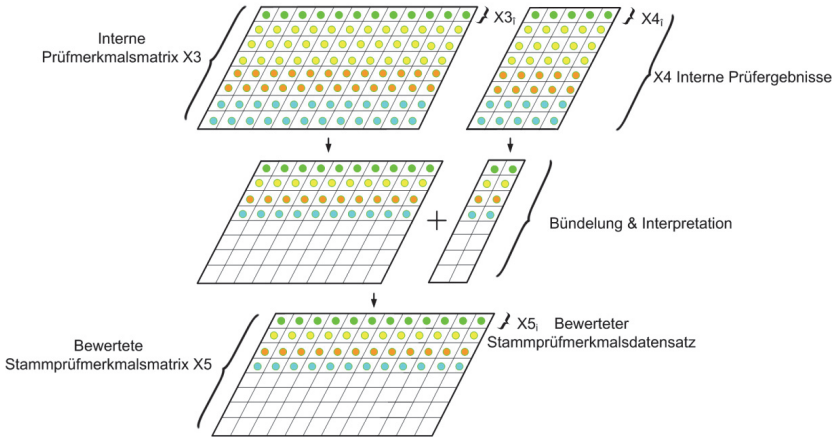 Interne
Prüfmerkmalsmatrix X3
X3ᵢ
X4ᵢ
X4 Interne Prüfergebnisse
+
Bündelung & Interpretation
Bewertete
Stammprüfmerkmalsmatrix X5
X5ᵢ Bewerteter
Stammprüfmerkmalsdatensatz